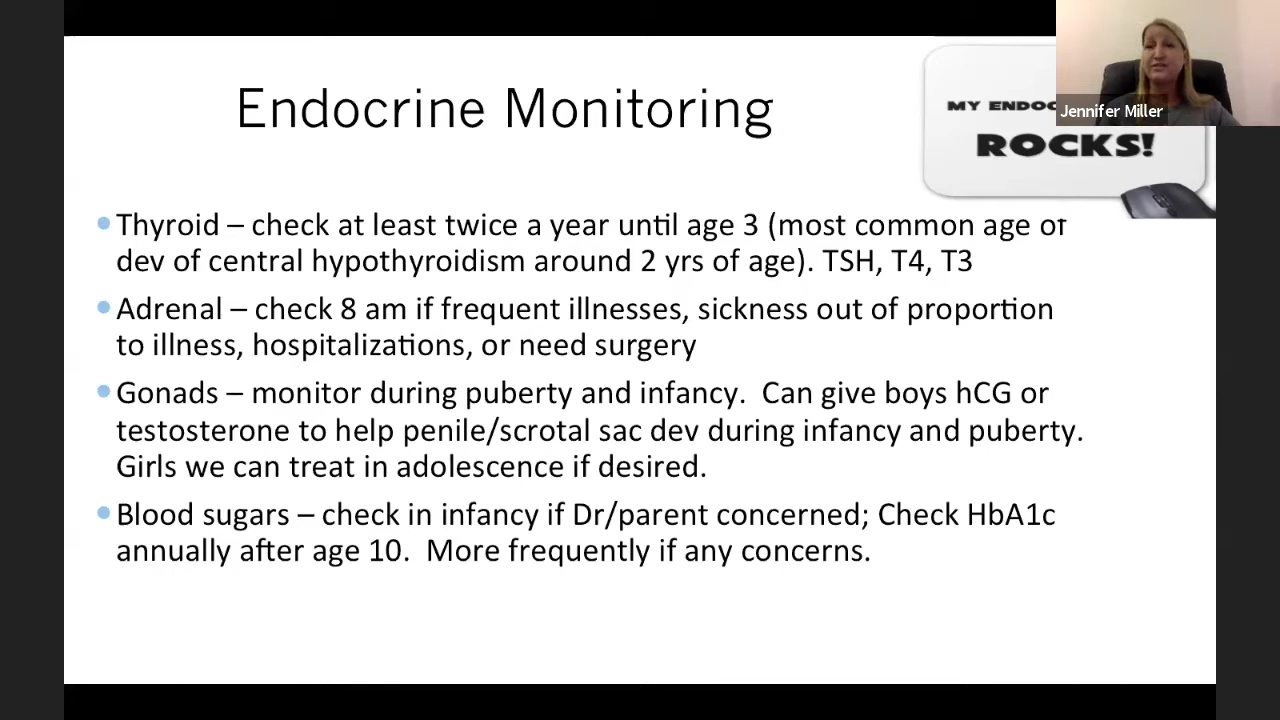 Endocrine Monitoring
MY ENDOC
ROCKS!
Jennifer Miller
•Thyroid – check at least twice a year until age 3 (most common age of
dev of central hypothyroidism around 2 yrs of age). TSH, T4, T3
•Adrenal – check 8 am if frequent illnesses, sickness out of proportion
to illness, hospitalizations, or need surgery
•Gonads – monitor during puberty and infancy.  Can give boys hCG or
testosterone to help penile/scrotal sac dev during infancy and puberty.
Girls we can treat in adolescence if desired.
•Blood sugars – check in infancy if Dr/parent concerned; Check HbA1c
annually after age 10.  More frequently if any concerns.